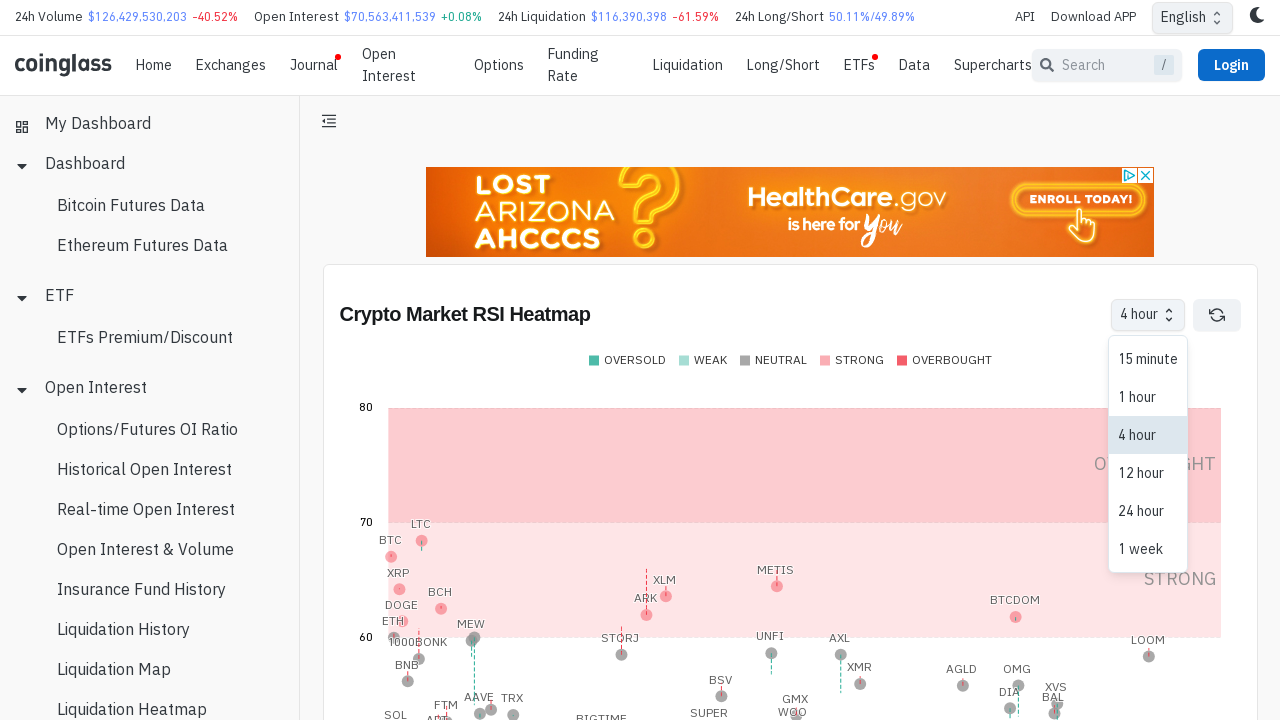 24h Volume $126,429,530,203 -40.52% Open Interest $70,563,411,539 +0.08% 24h Liquidation $116,390,398 -61.59% 24h Long/Short 50.11%/49.89% API Download APP English
coinglass Home Exchanges Journal Open Interest Options Funding Rate Liquidation Long/Short ETFs Data Supercharts Search / Login
My Dashboard
Dashboard
Bitcoin Futures Data
Ethereum Futures Data
ETF
ETFs Premium/Discount
Open Interest
Options/Futures OI Ratio
Historical Open Interest
Real-time Open Interest
Open Interest & Volume
Insurance Fund History
Liquidation History
Liquidation Map
Liquidation Heatmap
LOST
ARIZONA
AHCCCS
?
HealthCare.gov
is here for You
ENROLL TODAY!
Crypto Market RSI Heatmap
4 hour
15 minute
1 hour
4 hour
12 hour
24 hour
1 week
OVERSOLD WEAK NEUTRAL STRONG OVERBOUGHT
80
70
STRONG
60
LTC
BTC
XRP
METIS
XLM
BCH
ARK
BTCDOM
DOGE
ETH
MEW
1000BONK
STORJ
UNFI
AXL
LOOM
BNB
XMR
AGLD
OMG
BSV
XVS
DIA
BAL
AAVE
TRX
GMX
FTM
SOL
SUPER
WOO
BIGTIME